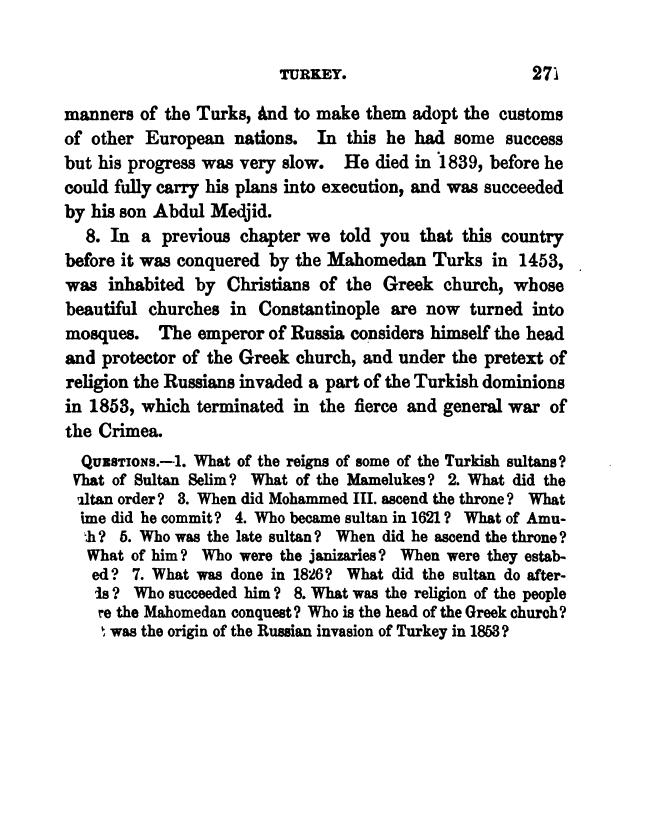 TURKEY. 271
manners of the Turks, and to make them adopt the customs
of other European nations. In this he had some success
but his progress was very slow. He died in 1839, before he
could fully carry his plans into execution, and was succeeded
by his son Abdul Medjid.
8. In a previous chapter we told you that this country
before it was conquered by the Mahomedan Turks in 1453,
was inhabited by Christians of the Greek church, whose
beautiful churches in Constantinople are now turned into
mosques. The emperor of Russia considers himself the head
and protector of the Greek church, and under the pretext of
religion the Russians invaded a part of the Turkish dominions
in 1853, which terminated in the fierce and general war of
the Crimea.
QUESTIONS.—1. What of the reigns of some of the Turkish sultans?
What of Sultan Selim? What of the Mamelukes? 2. What did the
ultan order? 3. When did Mohammed III. ascend the throne? What
ime did he commit? 4. Who became sultan in 1621? What of Amu-
h? 5. Who was the late sultan? When did he ascend the throne?
What of him? Who were the janizaries? When were they estab-
ed? 7. What was done in 1826? What did the sultan do after-
ds? Who succeeded him? 8. What was the religion of the people
re the Mahomedan conquest? Who is the head of the Greek church?
was the origin of the Russian invasion of Turkey in 1853?